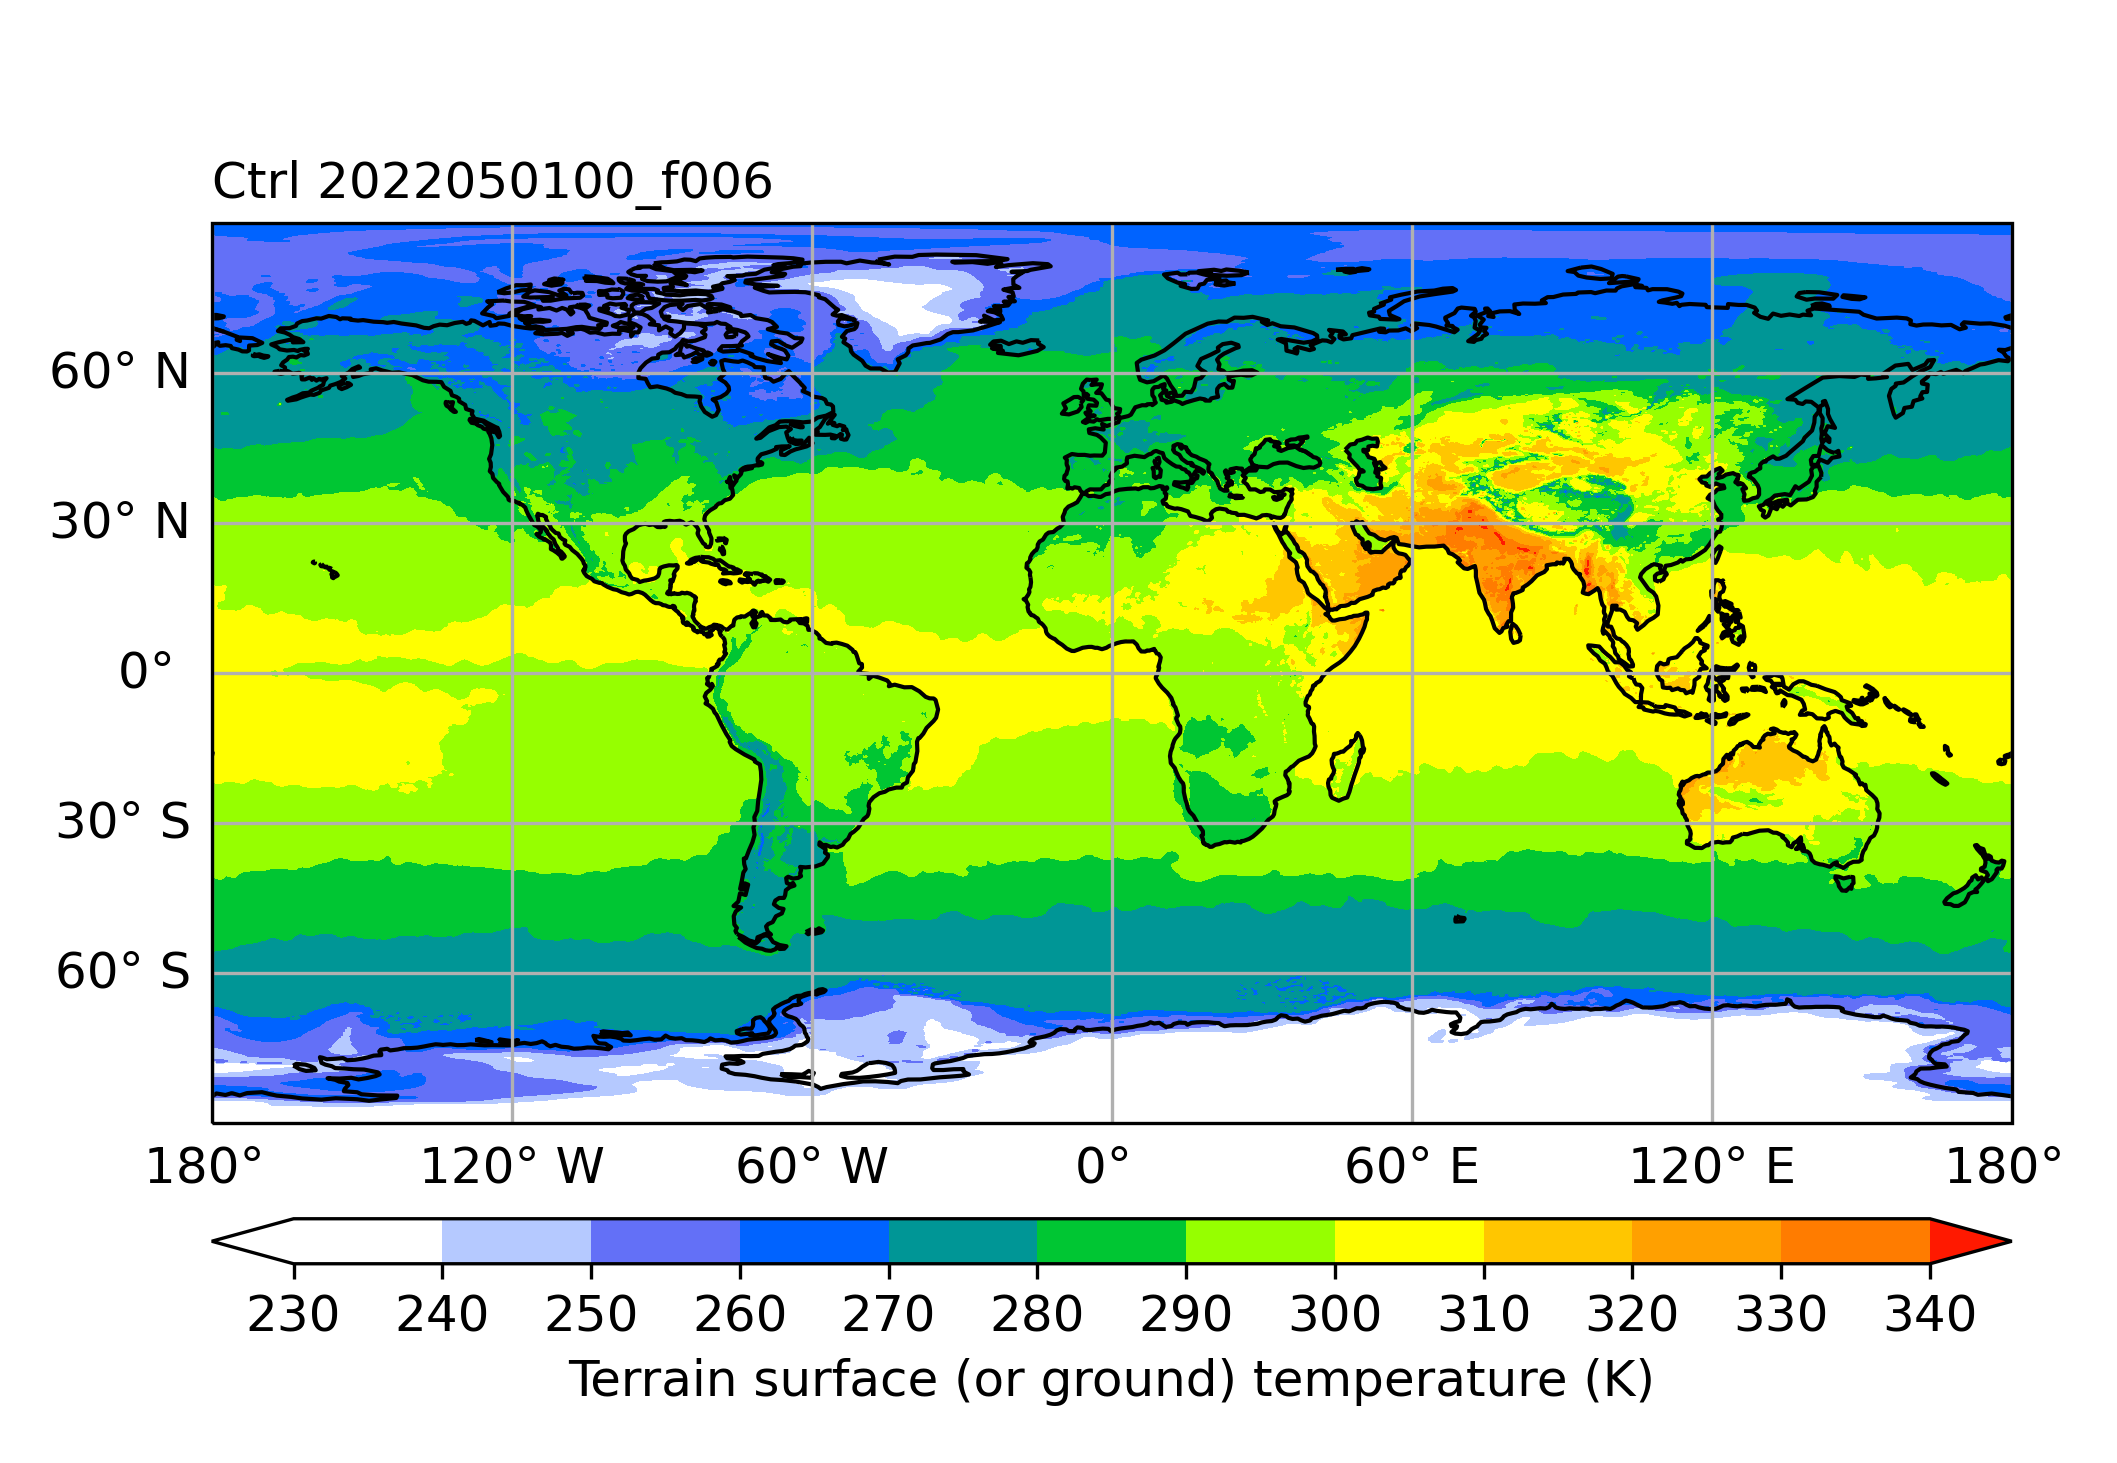 Ctrl 2022050100_f006
60° N
30° N
0°
30° S
60° S
180° 120° W 60° W 0° 60° E 120° E 180°
230 240 250 260 270 280 290 300 310 320 330 340
Terrain surface (or ground) temperature (K)